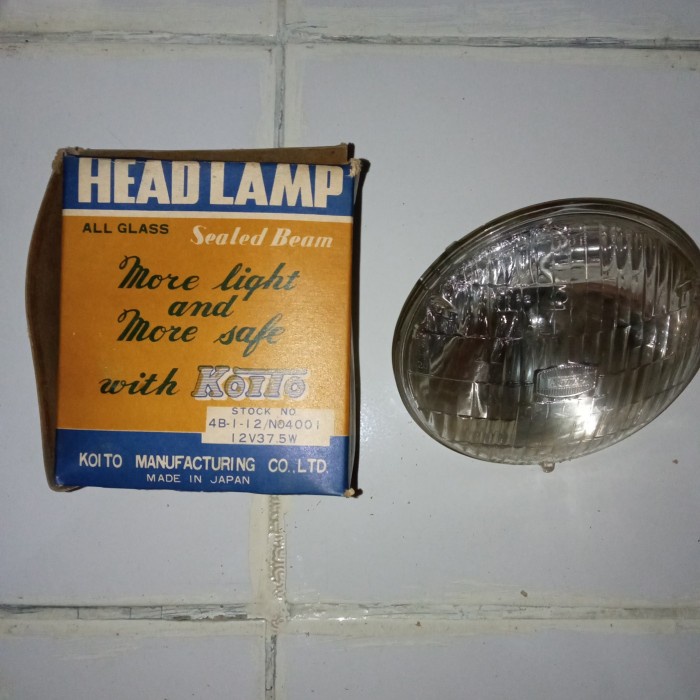 HEAD LAMP
ALL GLASS Sealed Beam
More light
and
More safe
with KOITO
STOCK NO
4B-1-12/NO4001
12V37.5W
KOITO MANUFACTURING CO.,LTD.
MADE IN JAPAN